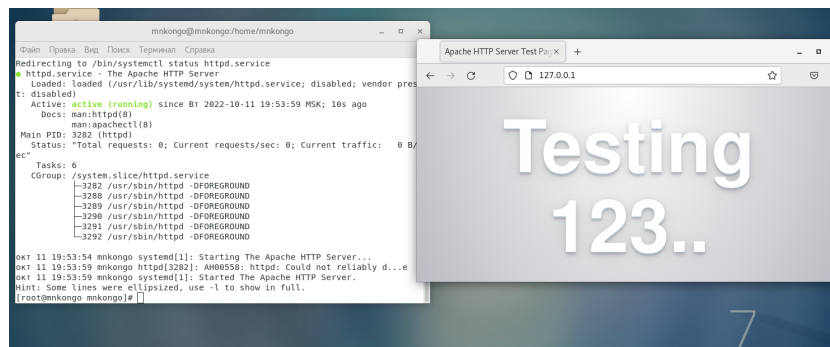 mnkongo@mnkongo:/home/mnkongo
Файл Правка Вид Поиск Терминал Справка
Redirecting to /bin/systemctl status httpd.service
● httpd.service - The Apache HTTP Server
Loaded: loaded (/usr/lib/systemd/system/httpd.service; disabled; vendor pres
t: disabled)
Active: active (running) since Вт 2022-10-11 19:53:59 MSK; 10s ago
Docs: man:httpd(8)
man:apachectl(8)
Main PID: 3282 (httpd)
Status: "Total requests: 0; Current requests/sec: 0; Current traffic: 0 B/
ec"
Tasks: 6
CGroup: /system.slice/httpd.service
├─3282 /usr/sbin/httpd -DFOREGROUND
├─3288 /usr/sbin/httpd -DFOREGROUND
├─3289 /usr/sbin/httpd -DFOREGROUND
├─3290 /usr/sbin/httpd -DFOREGROUND
├─3291 /usr/sbin/httpd -DFOREGROUND
└─3292 /usr/sbin/httpd -DFOREGROUND
окт 11 19:53:54 mnkongo systemd[1]: Starting The Apache HTTP Server...
окт 11 19:53:59 mnkongo httpd[3282]: AH00558: httpd: Could not reliably d...e
окт 11 19:53:59 mnkongo systemd[1]: Started The Apache HTTP Server.
Hint: Some lines were ellipsized, use -l to show in full.
[root@mnkongo mnkongo]#
Apache HTTP Server Test Pag
127.0.0.1
Testing
123..
7